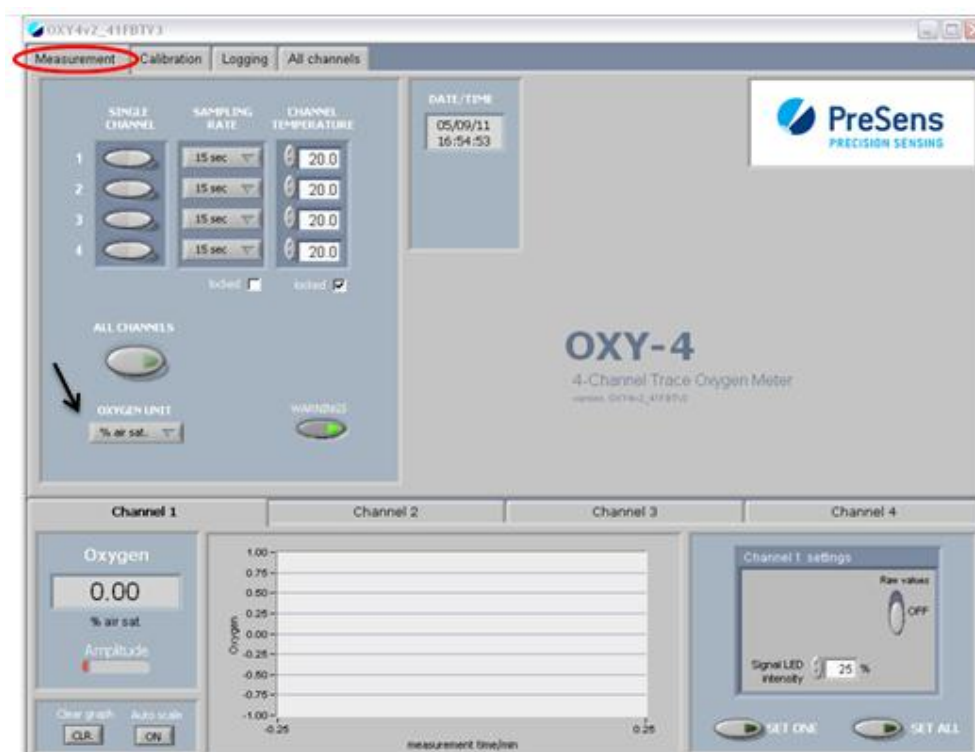 OXY4v2_41FBTV3
Measurement Calibration Logging All channels
SINGLE CHANNEL SAMPLING RATE CHANNEL TEMPERATURE
1 15 sec 20.0
2 15 sec 20.0
3 15 sec 20.0
4 15 sec 20.0
locked locked
ALL CHANNELS
OXYGEN UNIT
% air sat.
WARNINGS
DATE/TIME
05/09/11
16:54:53
PreSens
PRECISION SENSING
OXY-4
4-Channel Trace Oxygen Meter
Channel 1 Channel 2 Channel 3 Channel 4
Oxygen
0.00
% air sat
Amplitude
Clear graph Auto scale
CLR ON
Oxygen
1.00
0.75
0.50
0.25
0.00
-0.25
-0.50
-0.75
-1.00
-0.25 0.25
measurement time/min
Channel 1 settings
Raw values
OFF
Signal LED intensity 25 %
SET ONE SET ALL